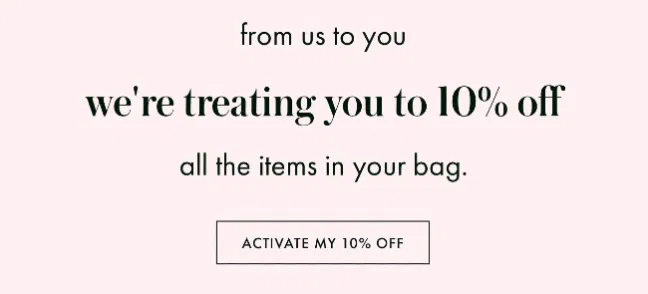 from us to you
we're treating you to 10% off
all the items in your bag.
ACTIVATE MY 10% OFF